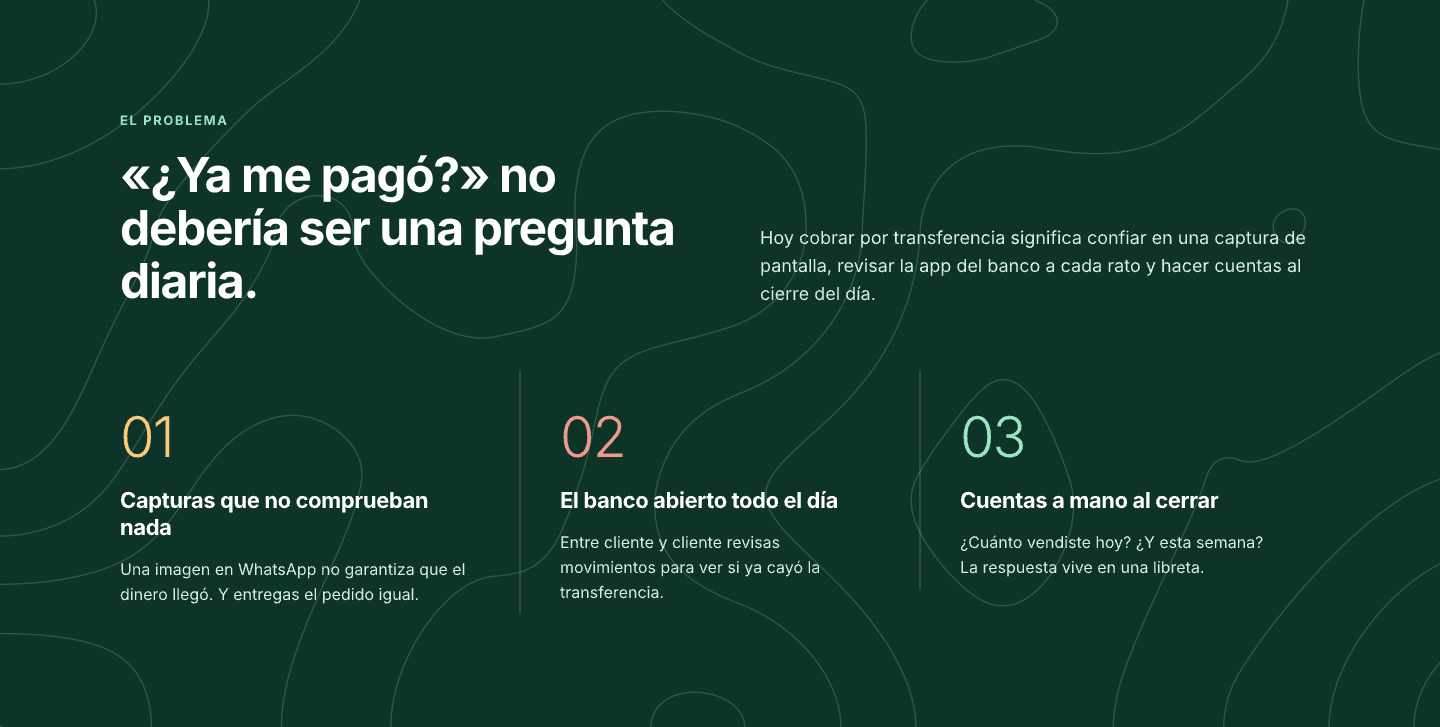 EL PROBLEMA
«¿Ya me pagó?» no
debería ser una pregunta
diaria.
Hoy cobrar por transferencia significa confiar en una captura de
pantalla, revisar la app del banco a cada rato y hacer cuentas al
cierre del día.
01
Capturas que no comprueban
nada
Una imagen en WhatsApp no garantiza que el
dinero llegó. Y entregas el pedido igual.
02
El banco abierto todo el día
Entre cliente y cliente revisas
movimientos para ver si ya cayó la
transferencia.
03
Cuentas a mano al cerrar
¿Cuánto vendiste hoy? ¿Y esta semana?
La respuesta vive en una libreta.